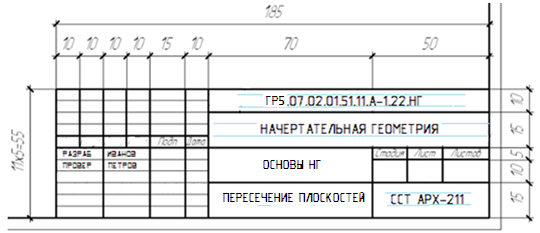 185
10 10 10 10 15 10 70 50
ГР5.07.02.01.51.11.А-1.22.НГ 10
НАЧЕРТАТЕЛЬНАЯ ГЕОМЕТРИЯ 15
11х5=55
Подп. Дата
РАЗРАБ ИВАНОВ
ПРОВЕР ПЕТРОВ
ОСНОВЫ НГ
Стадия Лист Листов 5
10
ПЕРЕСЕЧЕНИЕ ПЛОСКОСТЕЙ ССТ АРХ-211 15